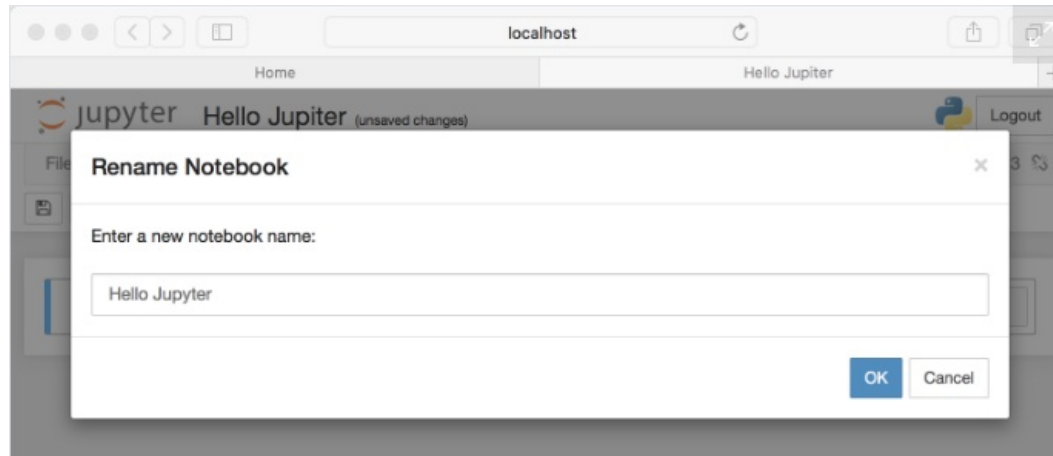 localhost
Home Hello Jupiter
jupyter Hello Jupiter (unsaved changes) Logout
File 3
Rename Notebook ×
Enter a new notebook name:
Hello Jupyter
OK Cancel